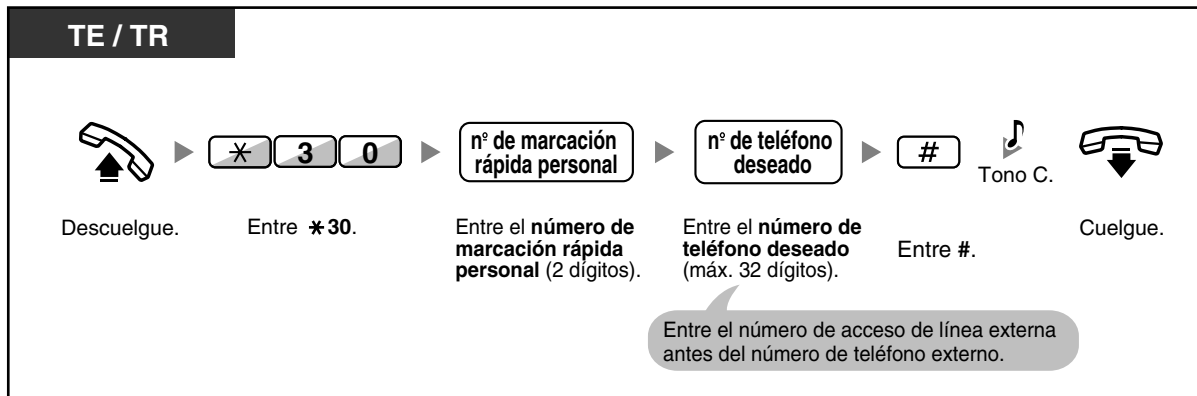 TE / TR
✳ 3 0
nº de marcación
rápida personal
nº de teléfono
deseado
#
Tono C.
Descuelgue.
Entre ✳30.
Entre el número de
marcación rápida
personal (2 dígitos).
Entre el número de
teléfono deseado
(máx. 32 dígitos).
Entre #.
Cuelgue.
Entre el número de acceso de línea externa
antes del número de teléfono externo.